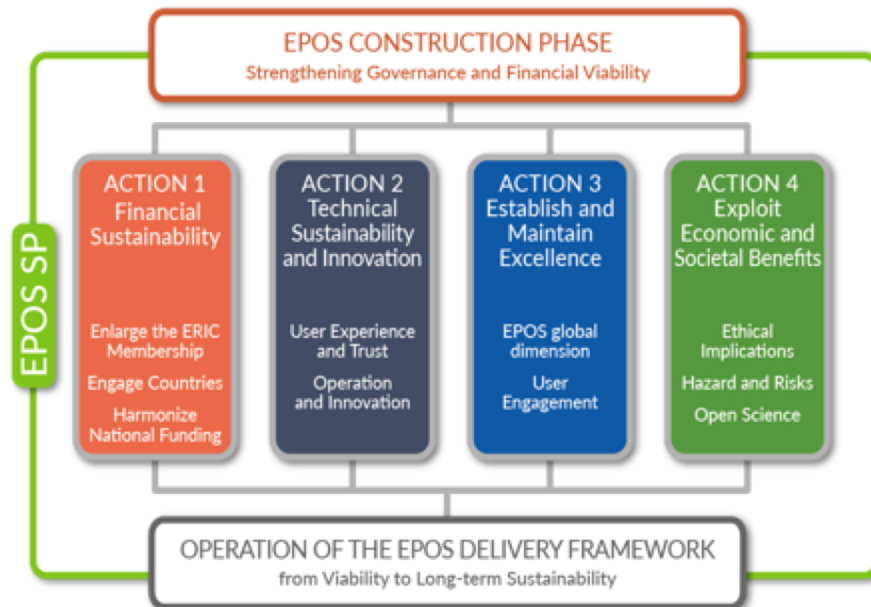 EPOS CONSTRUCTION PHASE
Strengthening Governance and Financial Viability
EPOS SP
ACTION 1
Financial
Sustainability
Enlarge the ERIC
Membership
Engage Countries
Harmonize
National Funding
ACTION 2
Technical
Sustainability
and Innovation
User Experience
and Trust
Operation
and Innovation
ACTION 3
Establish and
Maintain
Excellence
EPOS global
dimension
User
Engagement
ACTION 4
Exploit
Economic and
Societal Benefits
Ethical
Implications
Hazard and Risks
Open Science
OPERATION OF THE EPOS DELIVERY FRAMEWORK
from Viability to Long-term Sustainability